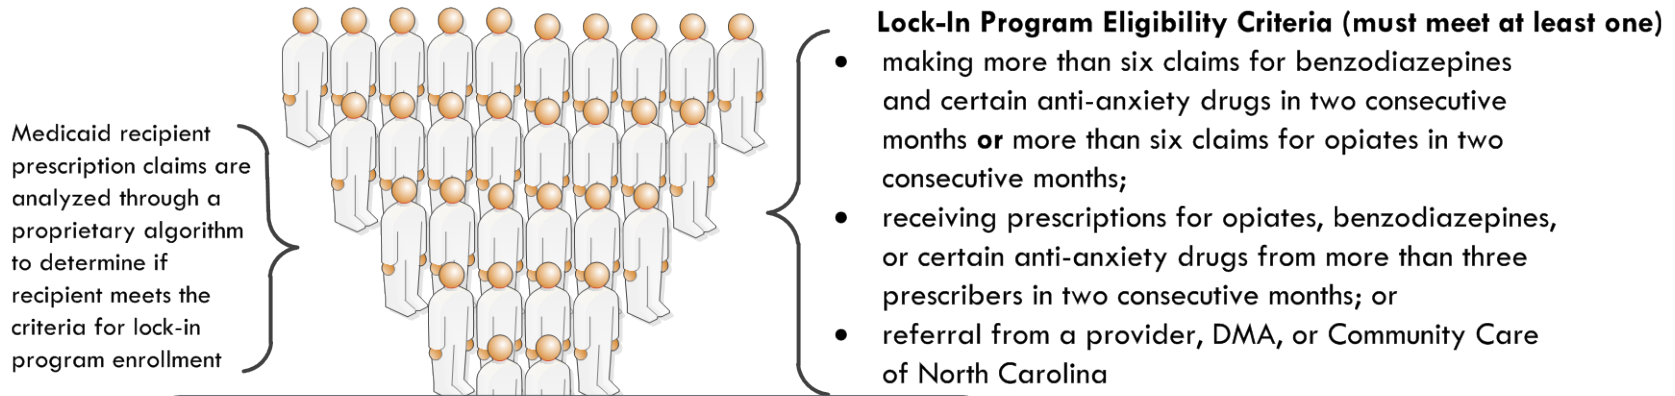 Medicaid recipient
prescription claims are
analyzed through a
proprietary algorithm
to determine if
recipient meets the
criteria for lock-in
program enrollment
Lock-In Program Eligibility Criteria (must meet at least one)
• making more than six claims for benzodiazepines
and certain anti-anxiety drugs in two consecutive
months or more than six claims for opiates in two
consecutive months;
• receiving prescriptions for opiates, benzodiazepines,
or certain anti-anxiety drugs from more than three
prescribers in two consecutive months; or
• referral from a provider, DMA, or Community Care
of North Carolina